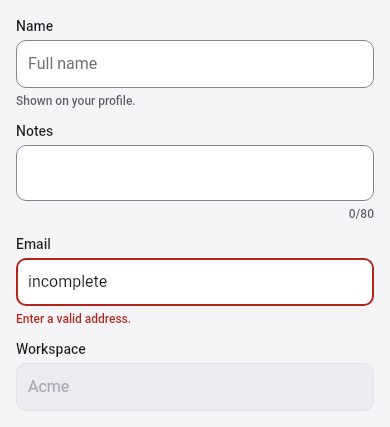 Name
Full name
Shown on your profile.
Notes
0/80
Email
incomplete
Enter a valid address.
Workspace
Acme